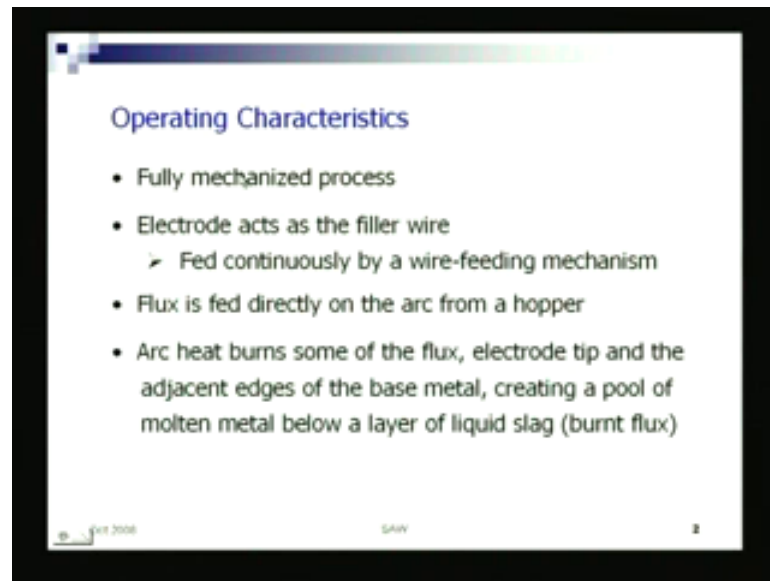 Operating Characteristics
• Fully mechanized process
• Electrode acts as the filler wire
➢ Fed continuously by a wire-feeding mechanism
• Flux is fed directly on the arc from a hopper
• Arc heat burns some of the flux, electrode tip and the
adjacent edges of the base metal, creating a pool of
molten metal below a layer of liquid slag (burnt flux)
Oct 2008
SAW
2